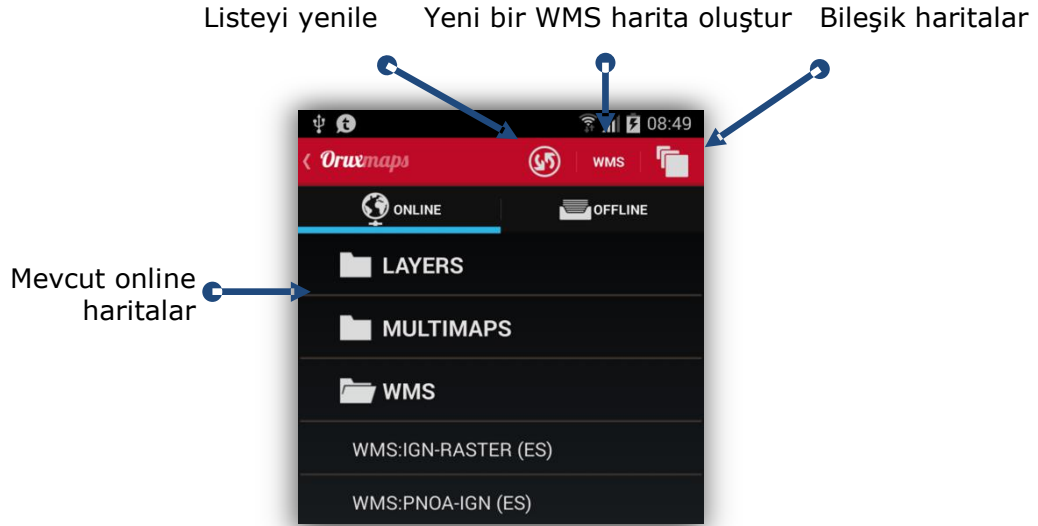 Listeyi yenile Yeni bir WMS harita oluştur Bileşik haritalar
08:49
Oruxmaps WMS
ONLINE OFFLINE
LAYERS
Mevcut online
haritalar
MULTIMAPS
WMS
WMS:IGN-RASTER (ES)
WMS:PNOA-IGN (ES)